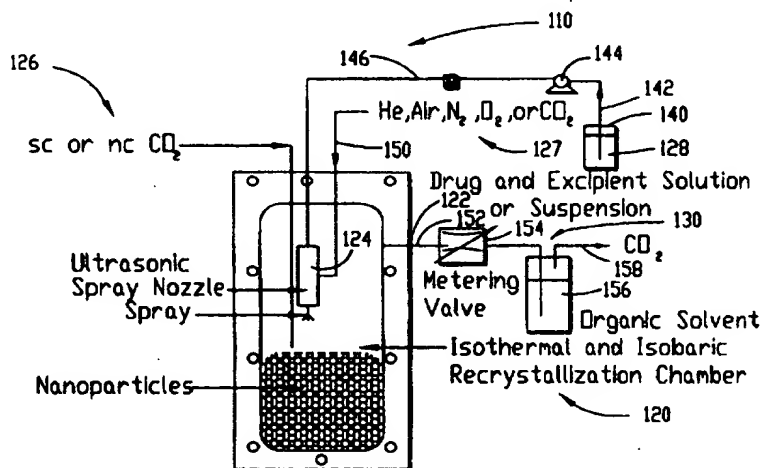 110
126
146
144
142
He, Air, N₂, O₂, or CO₂
140
sc or nc CO₂
150
127
128
Drug and Excipient Solution
or Suspension
122
152
154
130
124
CO₂
158
Ultrasonic
Spray Nozzle
Spray
Metering
Valve
156
Organic Solvent
Isothermal and Isobaric
Recrystallization Chamber
Nanoparticles
120